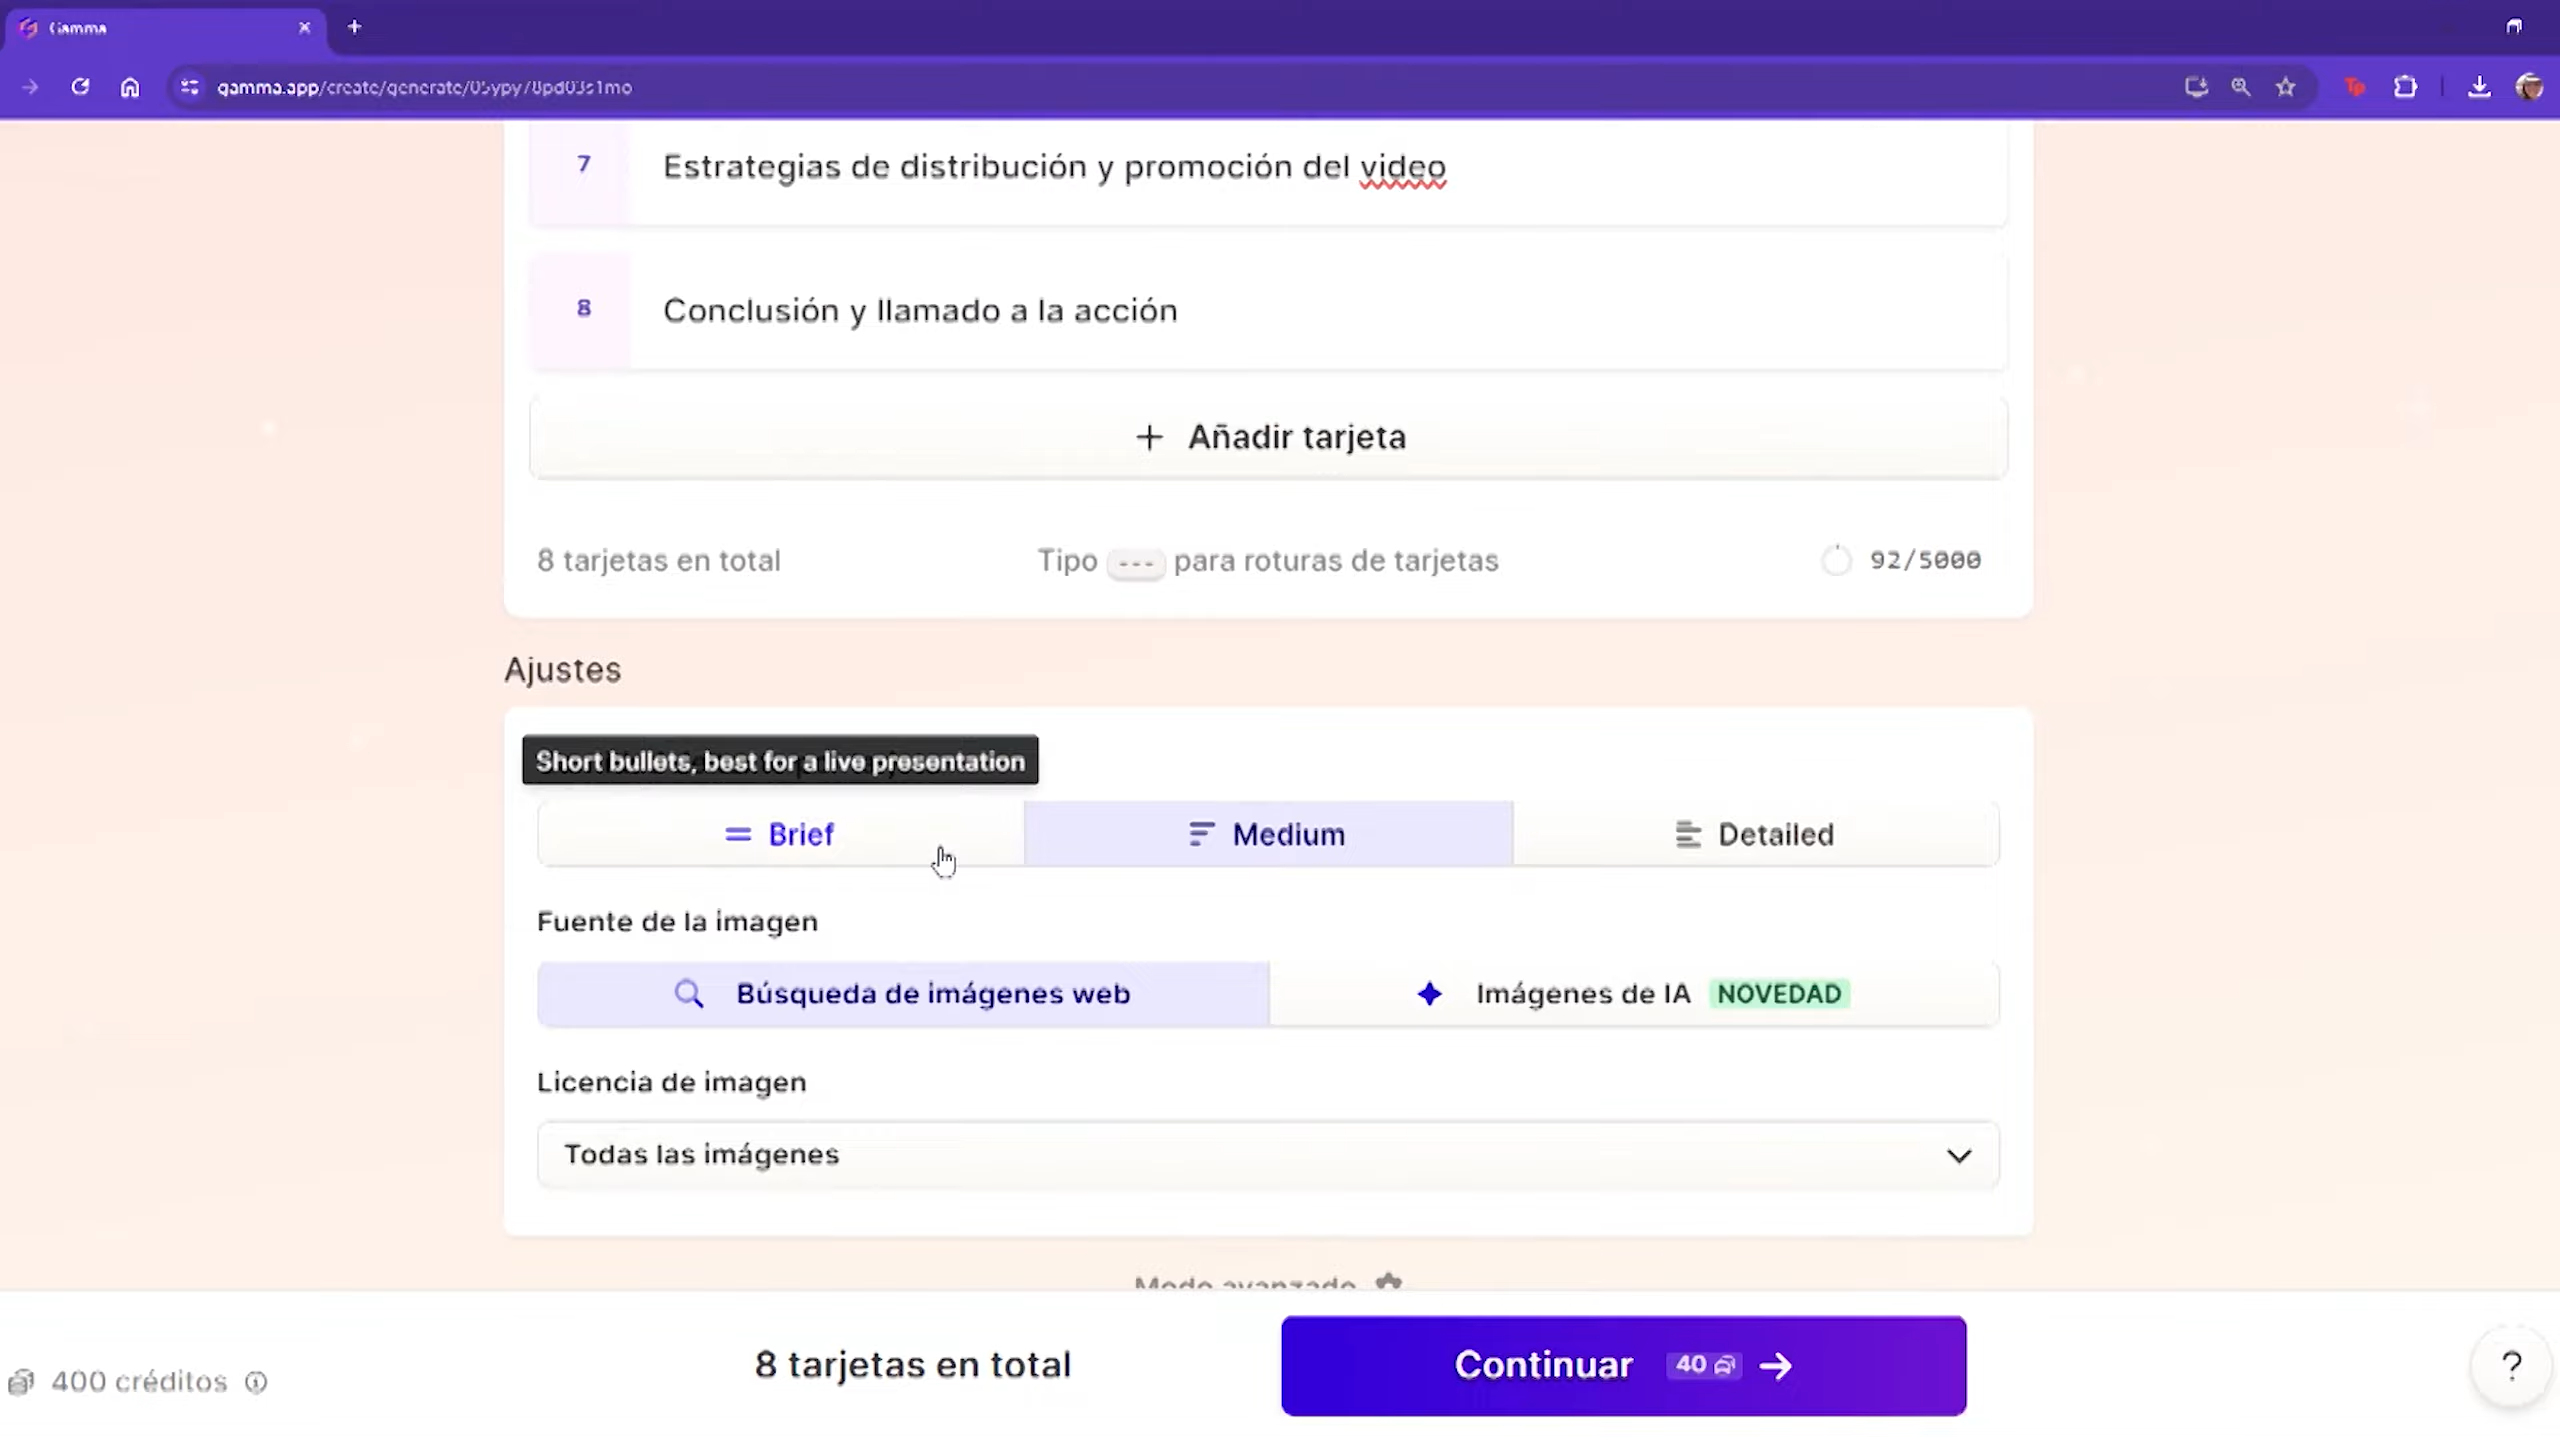 Gamma
gamma.app/create/generate/05ypy78pd03s1mo
7 Estrategias de distribución y promoción del video
8 Conclusión y llamado a la acción
+ Añadir tarjeta
8 tarjetas en total
Tipo --- para roturas de tarjetas
92/5000
Ajustes
Short bullets, best for a live presentation
Brief
Medium
Detailed
Fuente de la imagen
Búsqueda de imágenes web
Imágenes de IA NOVEDAD
Licencia de imagen
Todas las imágenes
Modo avanzado
400 créditos
8 tarjetas en total
Continuar 40
?